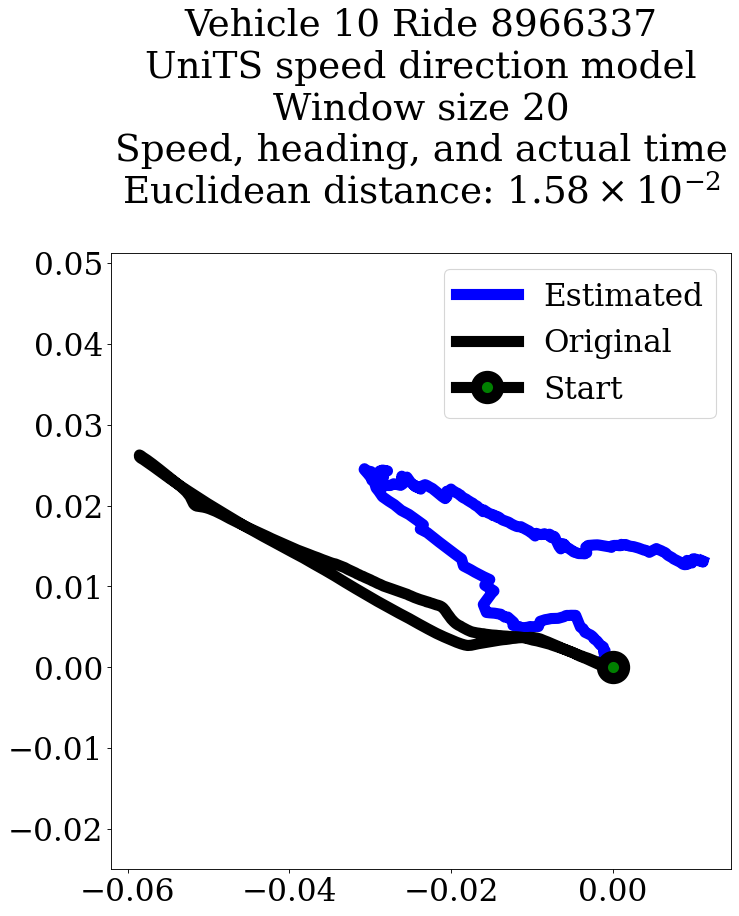 Vehicle 10 Ride 8966337
UniTS speed direction model
Window size 20
Speed, heading, and actual time
Euclidean distance: 1.58 × 10⁻²
Estimated
Original
Start
0.05
0.04
0.03
0.02
0.01
0.00
−0.01
−0.02
−0.06 −0.04 −0.02 0.00